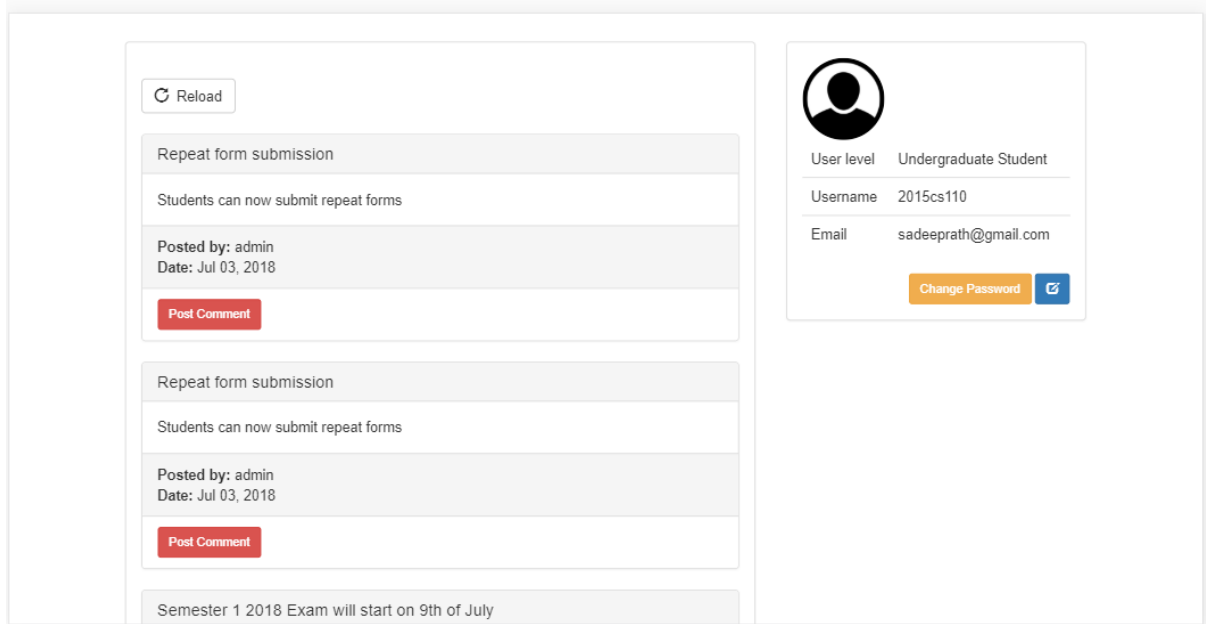 Reload
Repeat form submission
Students can now submit repeat forms
Posted by: admin
Date: Jul 03, 2018
Post Comment
Repeat form submission
Students can now submit repeat forms
Posted by: admin
Date: Jul 03, 2018
Post Comment
Semester 1 2018 Exam will start on 9th of July
User level Undergraduate Student
Username 2015cs110
Email sadeeprath@gmail.com
Change Password